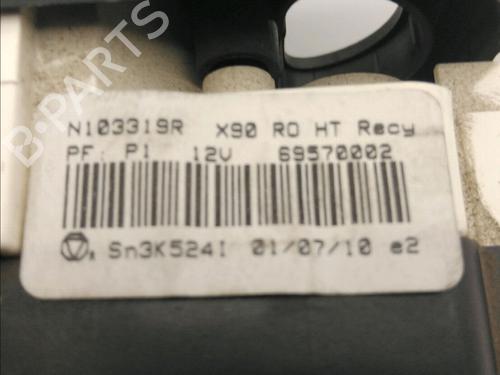 B-PARTS
N103319R X90 RO HT Recy
PF: P1 12V 69570002
Sn3K5241 01/07/10 e2